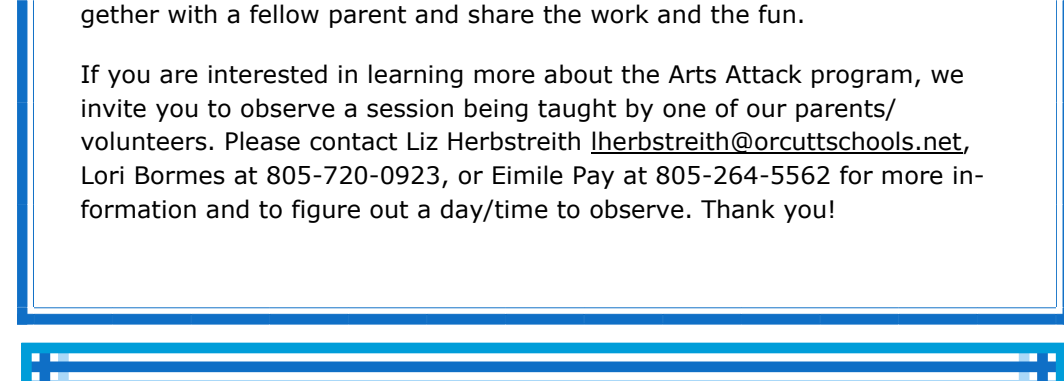 gether with a fellow parent and share the work and the fun.
If you are interested in learning more about the Arts Attack program, we
invite you to observe a session being taught by one of our parents/
volunteers. Please contact Liz Herbstreith lherbstreith@orcuttschools.net,
Lori Bormes at 805-720-0923, or Eimile Pay at 805-264-5562 for more in-
formation and to figure out a day/time to observe. Thank you!